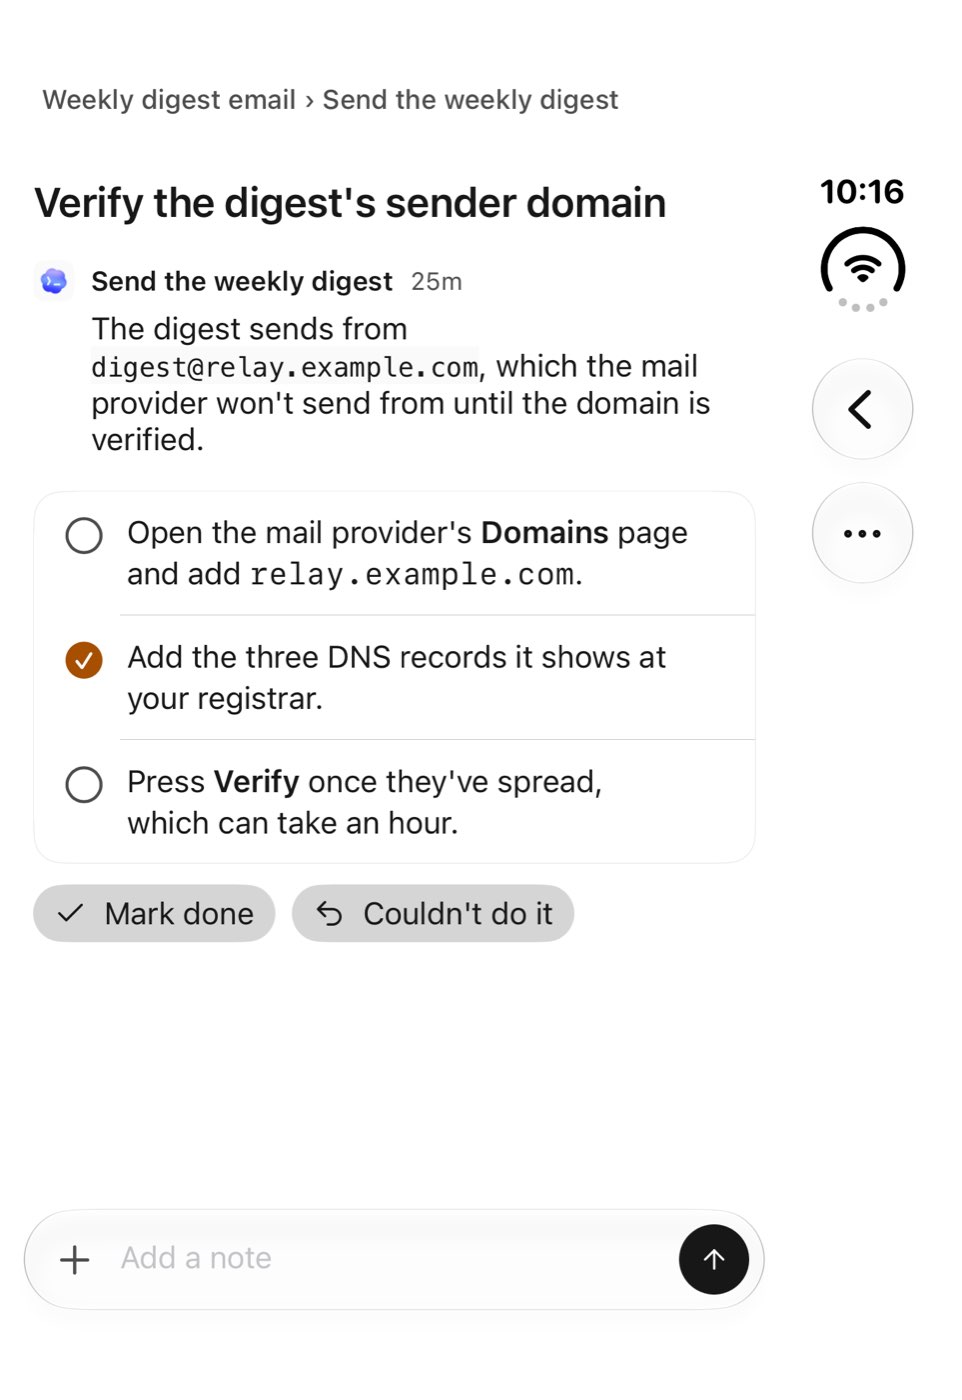 Weekly digest email › Send the weekly digest
Verify the digest's sender domain
10:16
Send the weekly digest 25m
The digest sends from
digest@relay.example.com, which the mail
provider won't send from until the domain is
verified.
Open the mail provider's Domains page
and add relay.example.com.
Add the three DNS records it shows at
your registrar.
Press Verify once they've spread,
which can take an hour.
Mark done
Couldn't do it
Add a note